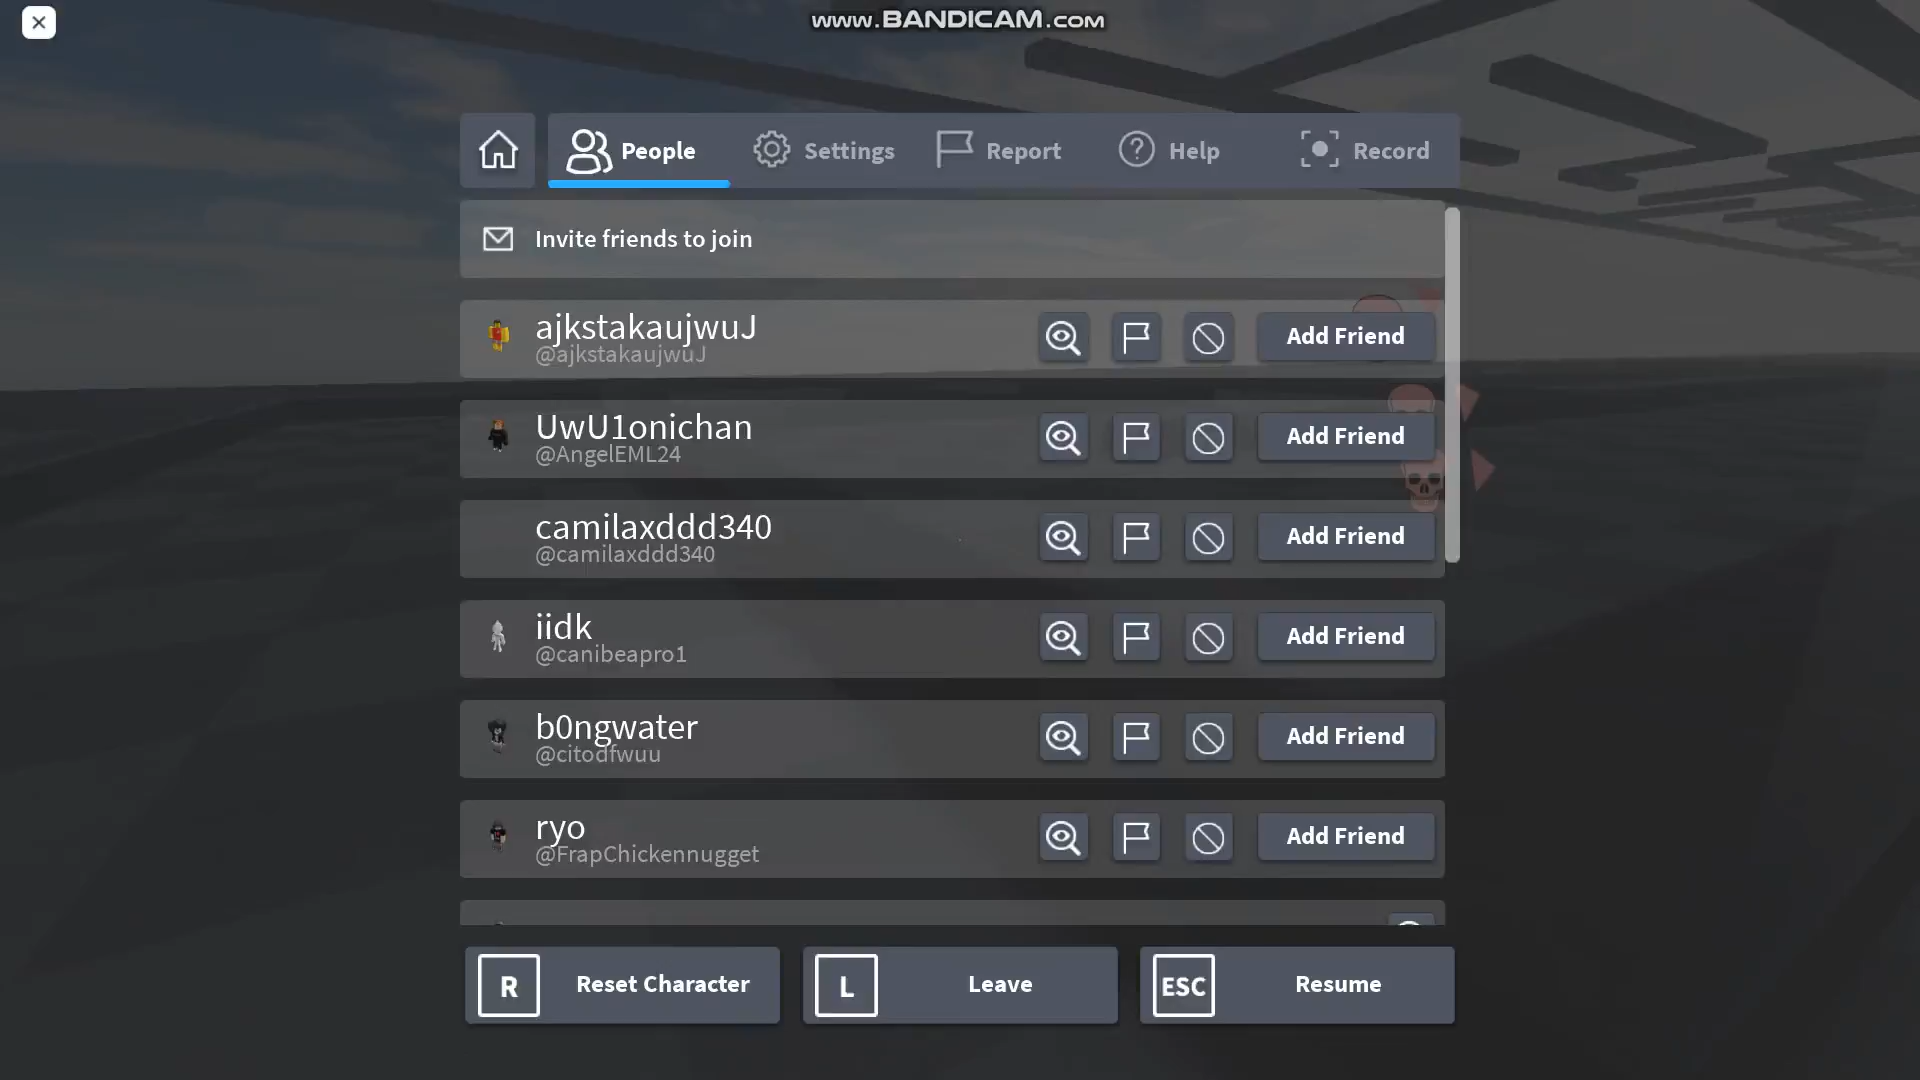 www.BANDICAM.com
People
Settings
Report
Help
Record
Invite friends to join
ajkstakaujwuJ
@ajkstakaujwuJ
Add Friend
UwU1onichan
@AngelEML24
Add Friend
camilaxddd340
@camilaxddd340
Add Friend
iidk
@canibeapro1
Add Friend
b0ngwater
@citodfwuu
Add Friend
ryo
@FrapChickennugget
Add Friend
R Reset Character
L Leave
ESC Resume